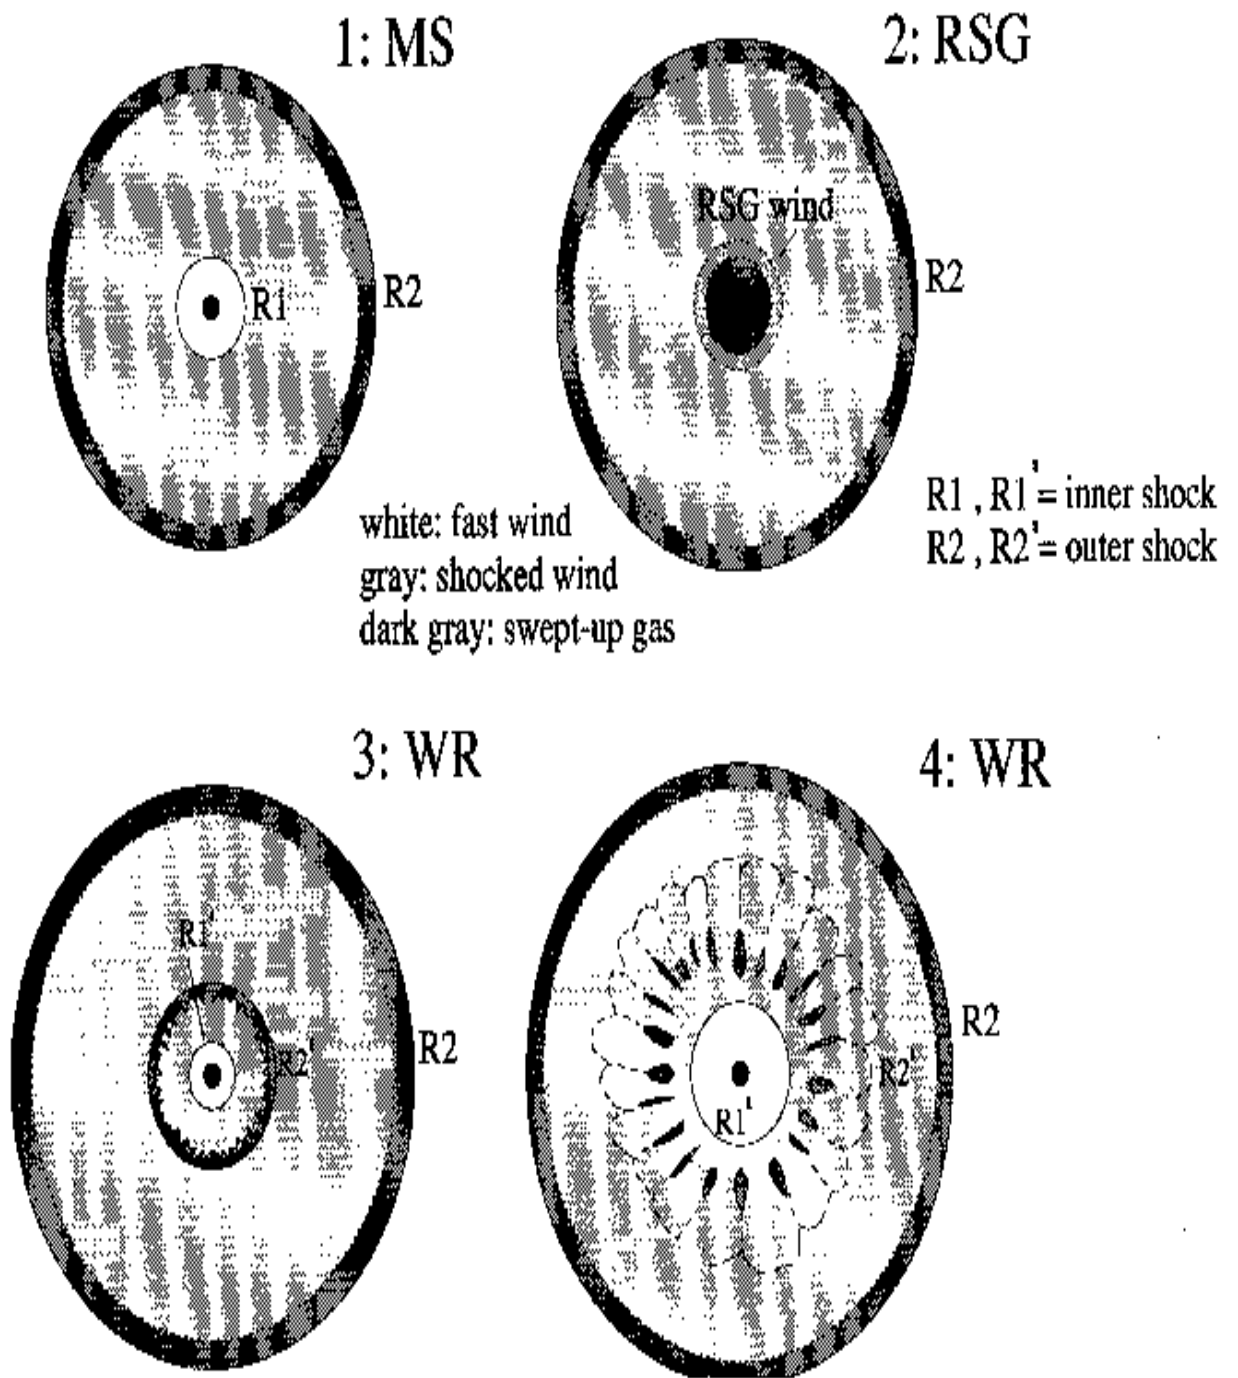 1: MS
2: RSG
RSG wind
R1
R2
R2
white: fast wind
gray: shocked wind
dark gray: swept-up gas
R1 , R1'= inner shock
R2 , R2'= outer shock
3: WR
4: WR
R1'
R2'
R2
R2
R2'
R1'